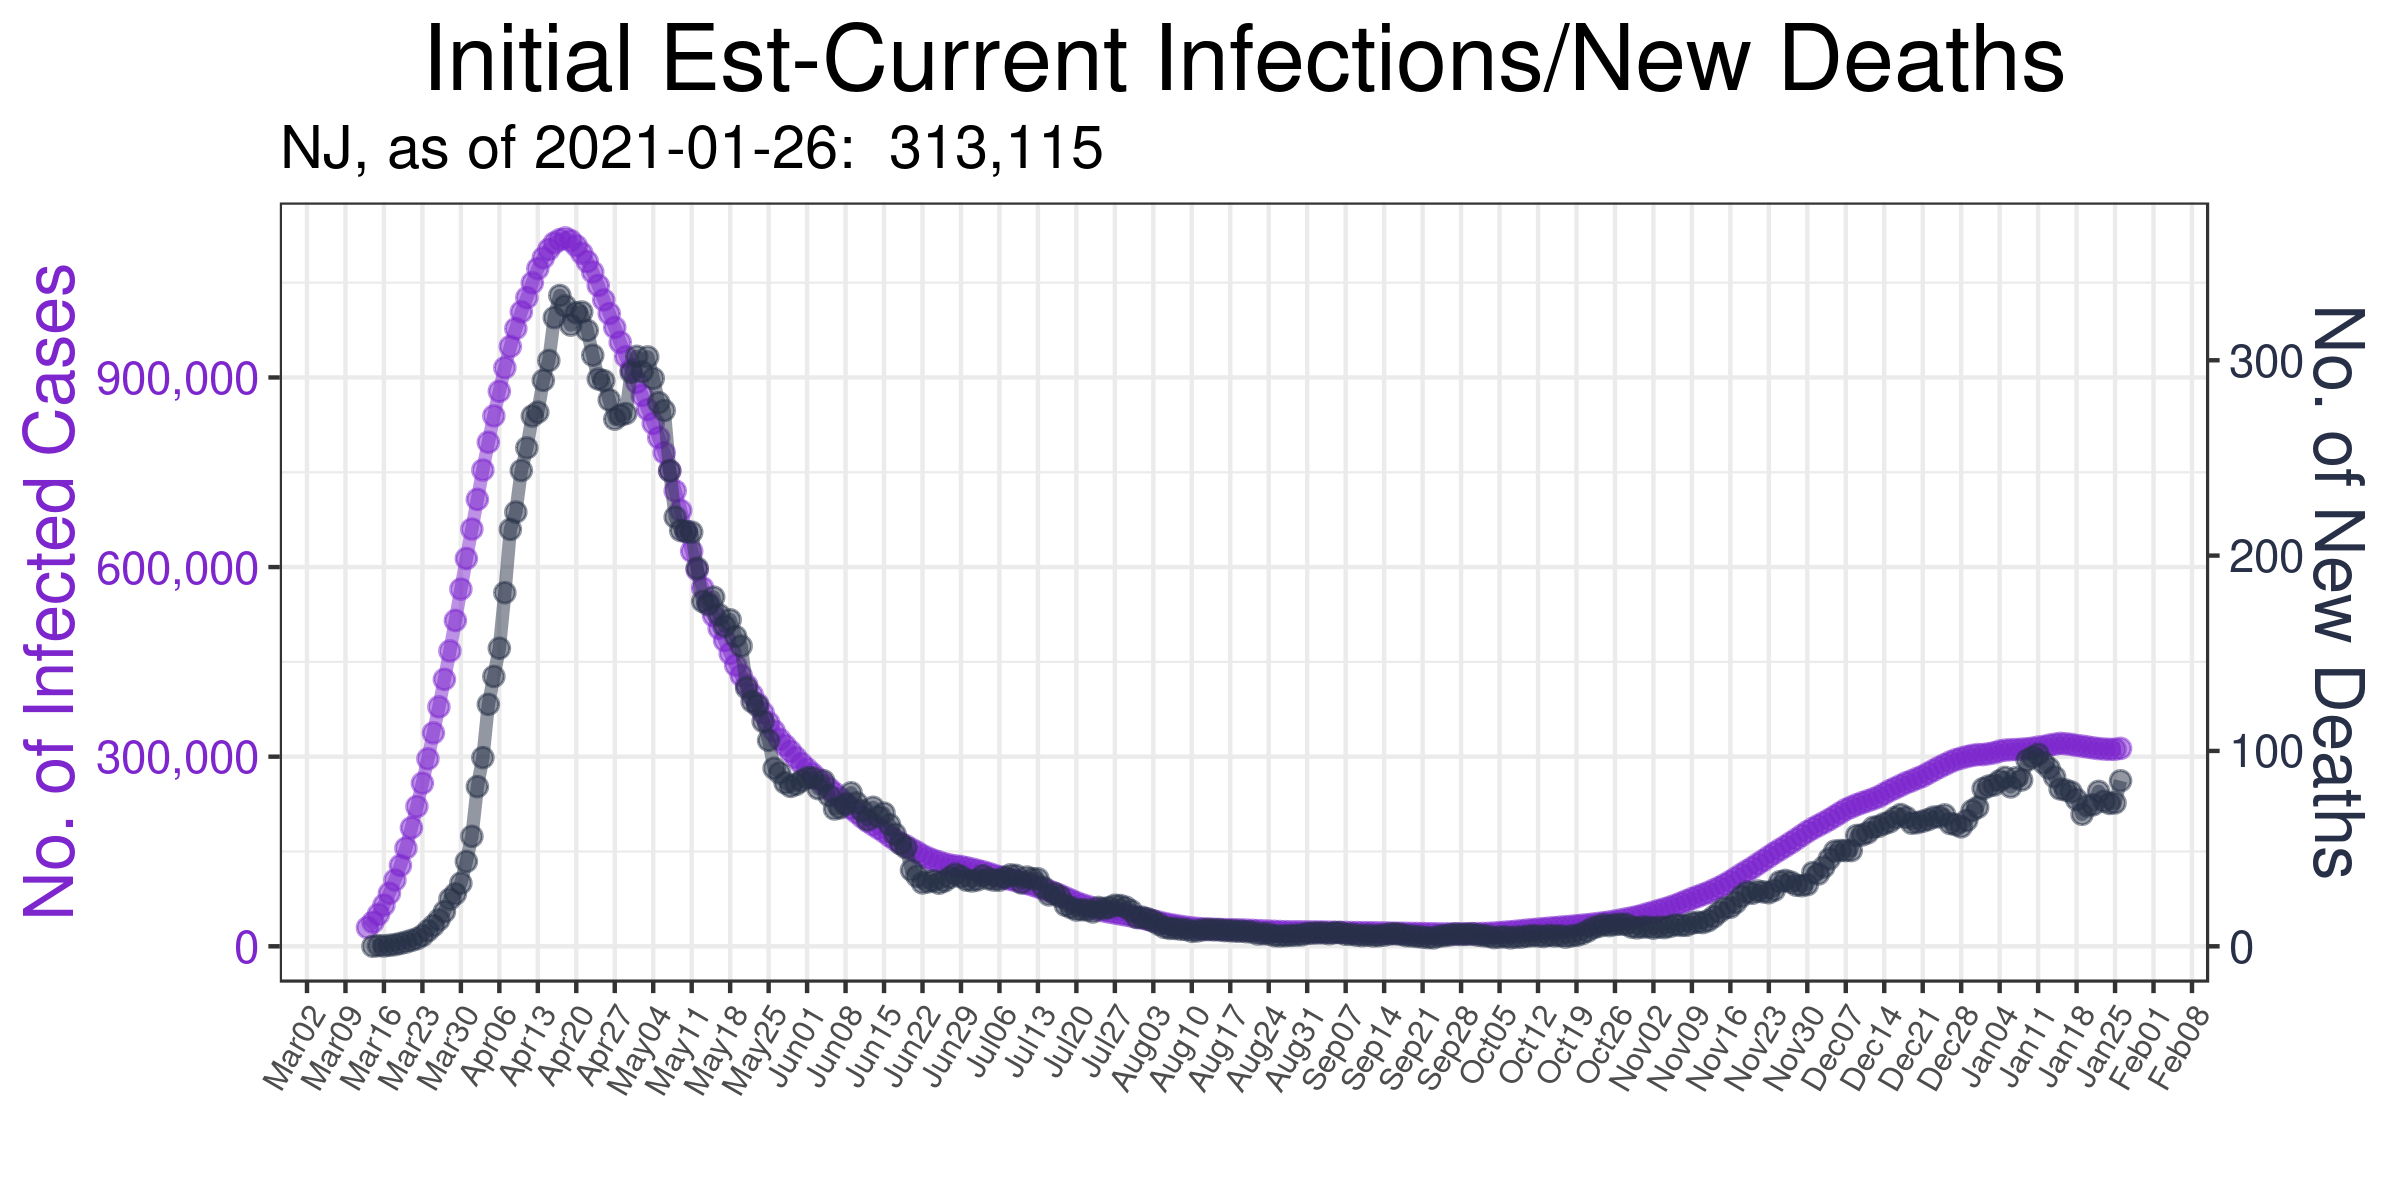 Initial Est-Current Infections/New Deaths
NJ, as of 2021-01-26:  313,115
No. of Infected Cases
900,000
600,000
300,000
0
300
200
100
0
No. of New Deaths
Mar02
Mar09
Mar16
Mar23
Mar30
Apr06
Apr13
Apr20
Apr27
May04
May11
May18
May25
Jun01
Jun08
Jun15
Jun22
Jun29
Jul06
Jul13
Jul20
Jul27
Aug03
Aug10
Aug17
Aug24
Aug31
Sep07
Sep14
Sep21
Sep28
Oct05
Oct12
Oct19
Oct26
Nov02
Nov09
Nov16
Nov23
Nov30
Dec07
Dec14
Dec21
Dec28
Jan04
Jan11
Jan18
Jan25
Feb01
Feb08